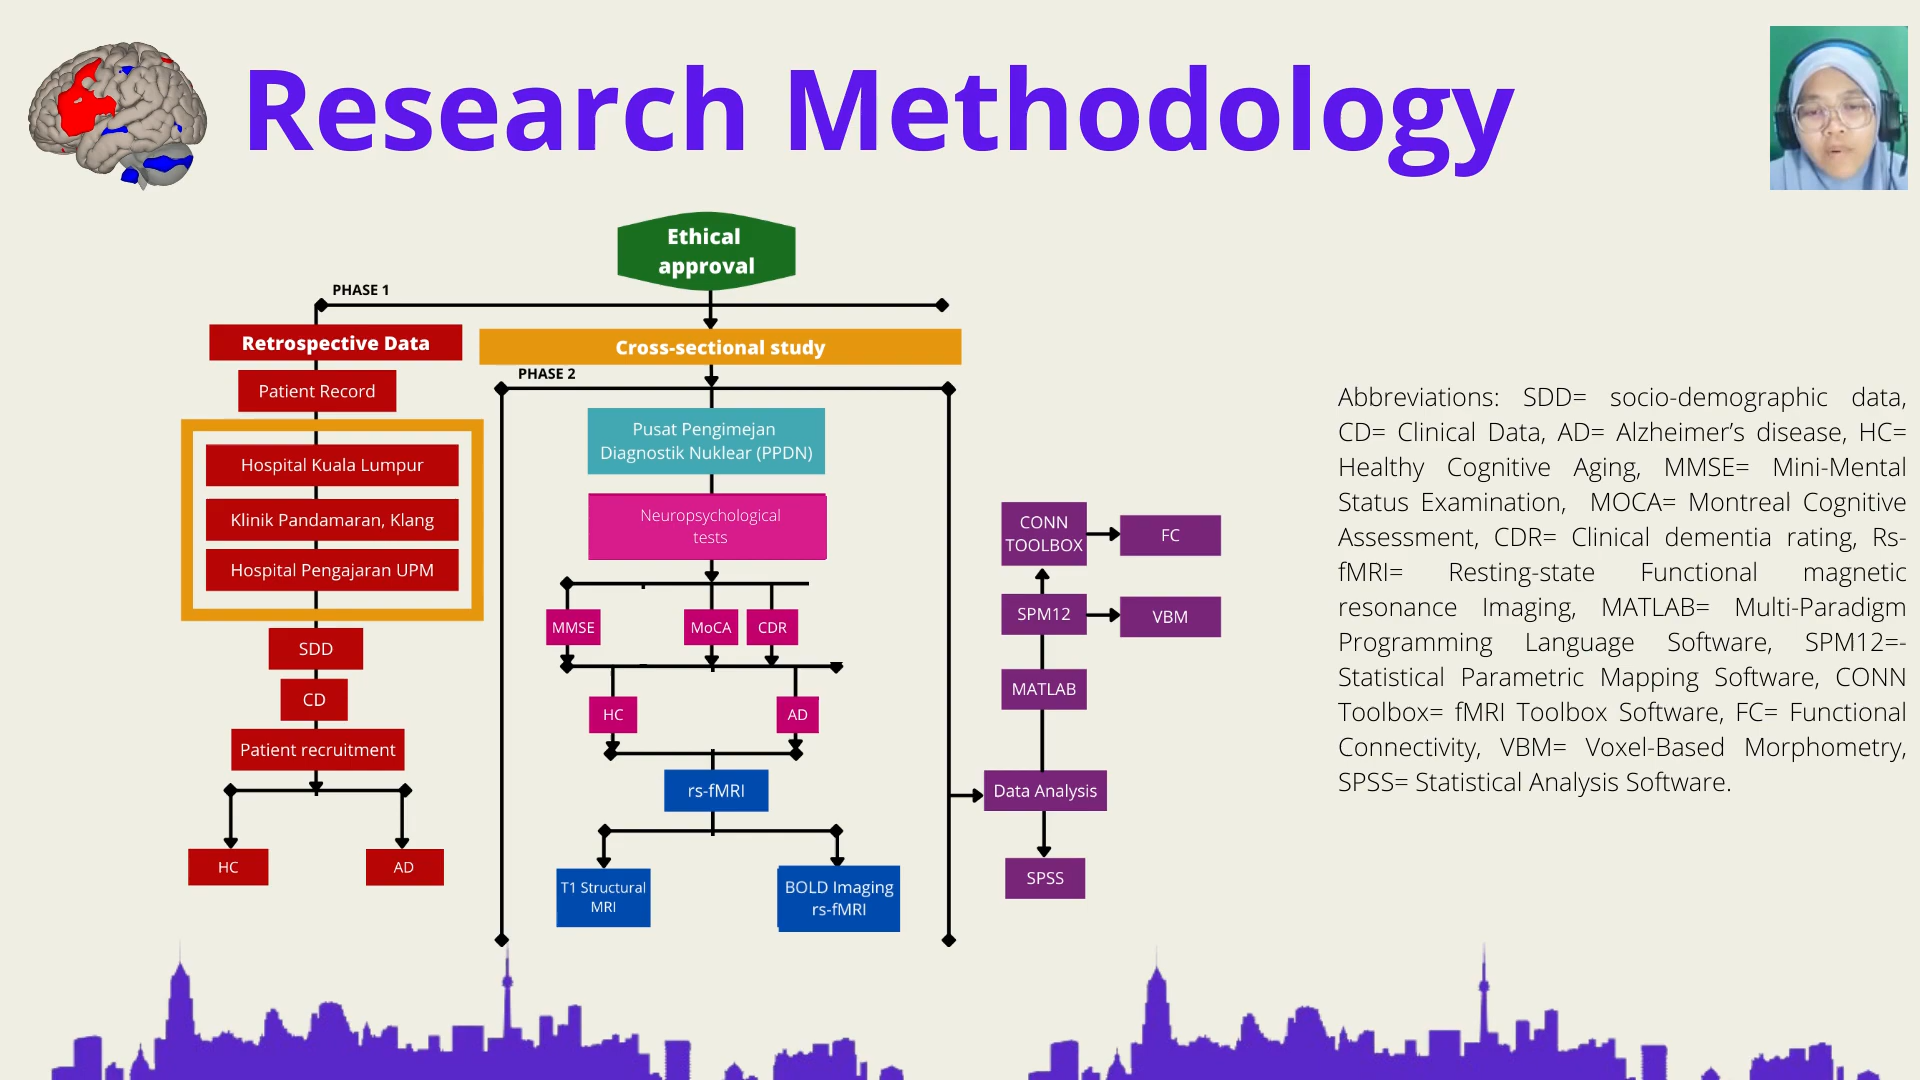 Research Methodology
Ethical
approval
PHASE 1
Retrospective Data
Patient Record
Hospital Kuala Lumpur
Klinik Pandamaran, Klang
Hospital Pengajaran UPM
SDD
CD
Patient recruitment
HC
AD
Cross-sectional study
PHASE 2
Pusat Pengimejan
Diagnostik Nuklear (PPDN)
Neuropsychological
tests
MMSE
MoCA
CDR
HC
AD
rs-fMRI
T1 Structural
MRI
BOLD Imaging
rs-fMRI
CONN
TOOLBOX
FC
SPM12
VBM
MATLAB
Data Analysis
SPSS
Abbreviations: SDD= socio-demographic data,
CD= Clinical Data, AD= Alzheimer’s disease, HC=
Healthy Cognitive Aging, MMSE= Mini-Mental
Status Examination, MOCA= Montreal Cognitive
Assessment, CDR= Clinical dementia rating, Rs-
fMRI= Resting-state Functional magnetic
resonance Imaging, MATLAB= Multi-Paradigm
Programming Language Software, SPM12=-
Statistical Parametric Mapping Software, CONN
Toolbox= fMRI Toolbox Software, FC= Functional
Connectivity, VBM= Voxel-Based Morphometry,
SPSS= Statistical Analysis Software.